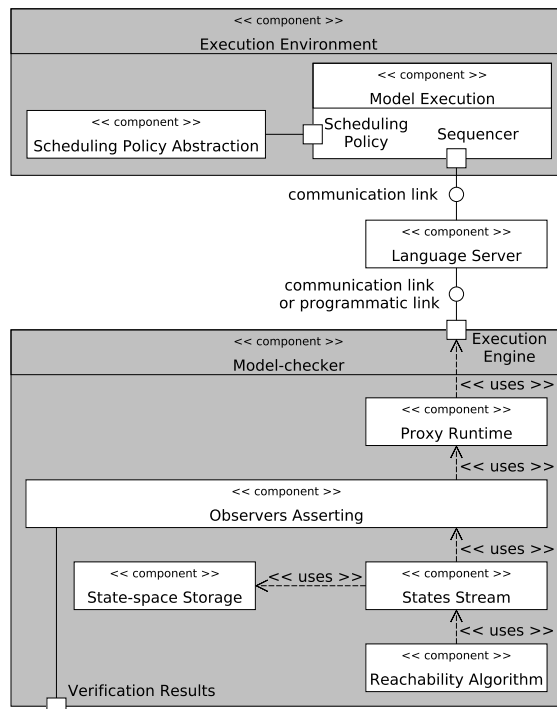 << component >>
Execution Environment
<< component >>
Model Execution
<< component >>
Scheduling Policy Abstraction
Scheduling
Policy
Sequencer
communication link
<< component >>
Language Server
communication link
or programmatic link
<< component >>
Model-checker
Execution
Engine
<< uses >>
<< component >>
Proxy Runtime
<< uses >>
<< component >>
Observers Asserting
<< uses >>
<< component >>
State-space Storage
<< uses >>
<< component >>
States Stream
<< uses >>
<< component >>
Reachability Algorithm
Verification Results